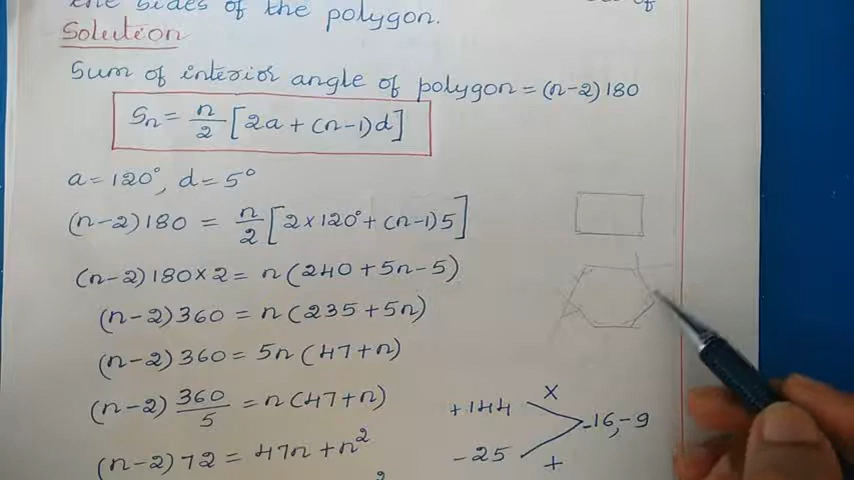 the sides of the polygon. of
Solution
Sum of interior angle of polygon = (n-2) 180
Sn = n/2 [2a + (n-1)d]
a = 120°, d = 5°
(n-2) 180 = n/2 [2×120° + (n-1) 5]
(n-2) 180×2 = n (240 + 5n - 5)
(n-2) 360 = n (235 + 5n)
(n-2) 360 = 5n (47 + n)
(n-2) 360/5 = n (47 + n)
(n-2) 72 = 47n + n²
+144 ×
-16, -9
-25 +